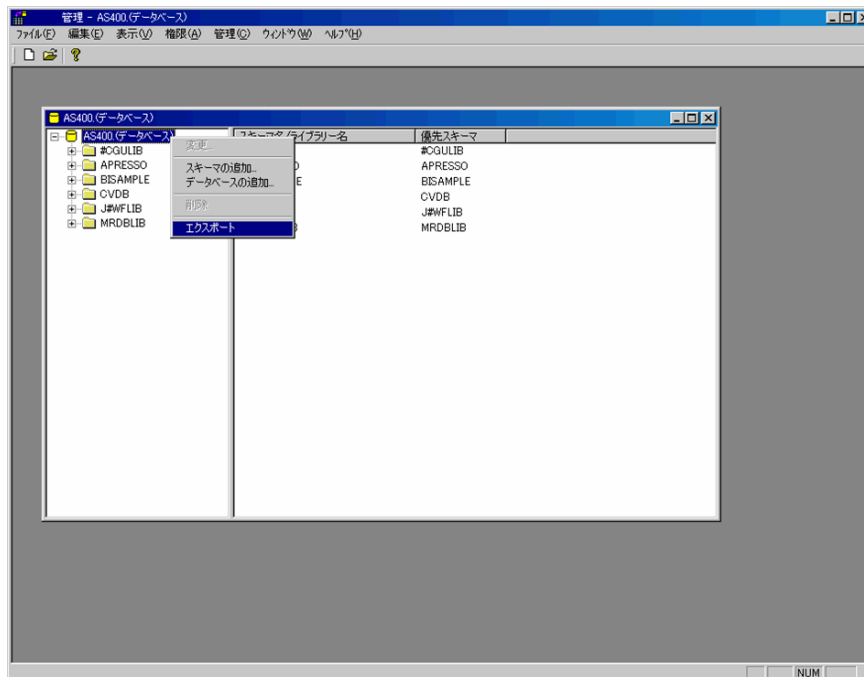 管理 - AS400.(データベース)
ファイル(F) 編集(E) 表示(V) 権限(A) 管理(C) ウィンドウ(W) ヘルプ(H)
AS400.(データベース)
AS400.(データベース)
#CGULIB
APRESSO
BISAMPLE
CVDB
J#WFLIB
MRDBLIB
変更...
スキーマの追加...
データベースの追加...
削除
エクスポート
スキーマ名/ライブラリー名 優先スキーマ
#CGULIB
APRESSO
BISAMPLE
CVDB
J#WFLIB
MRDBLIB
NUM